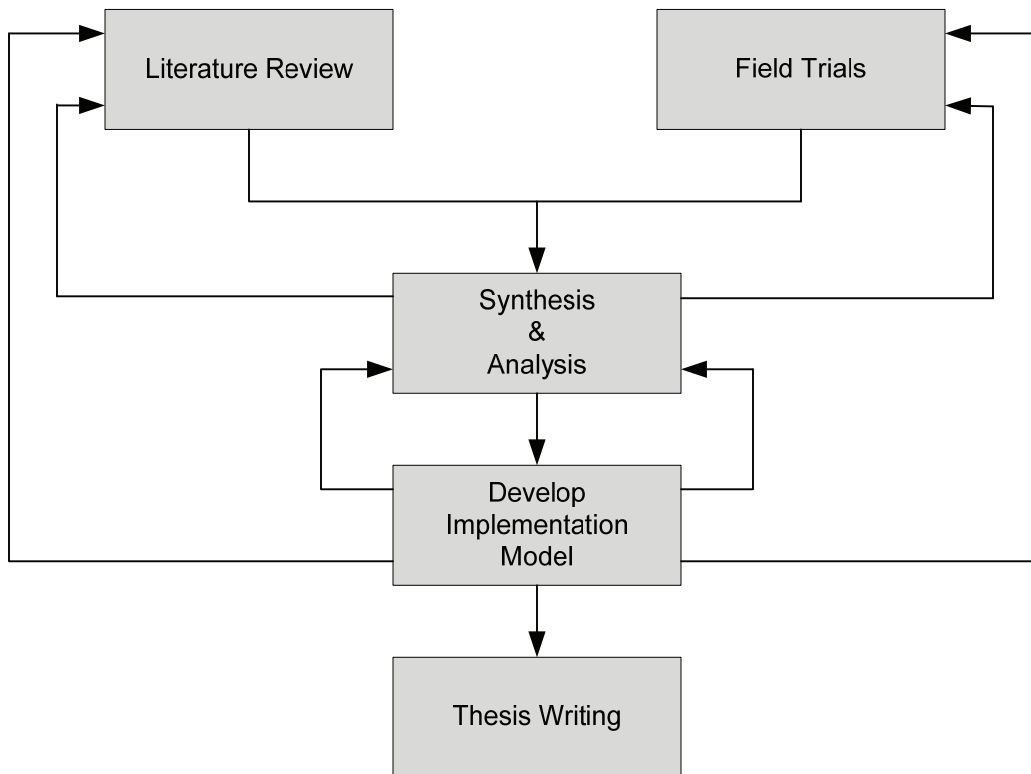 Literature Review
Field Trials
Synthesis
&
Analysis
Develop
Implementation
Model
Thesis Writing